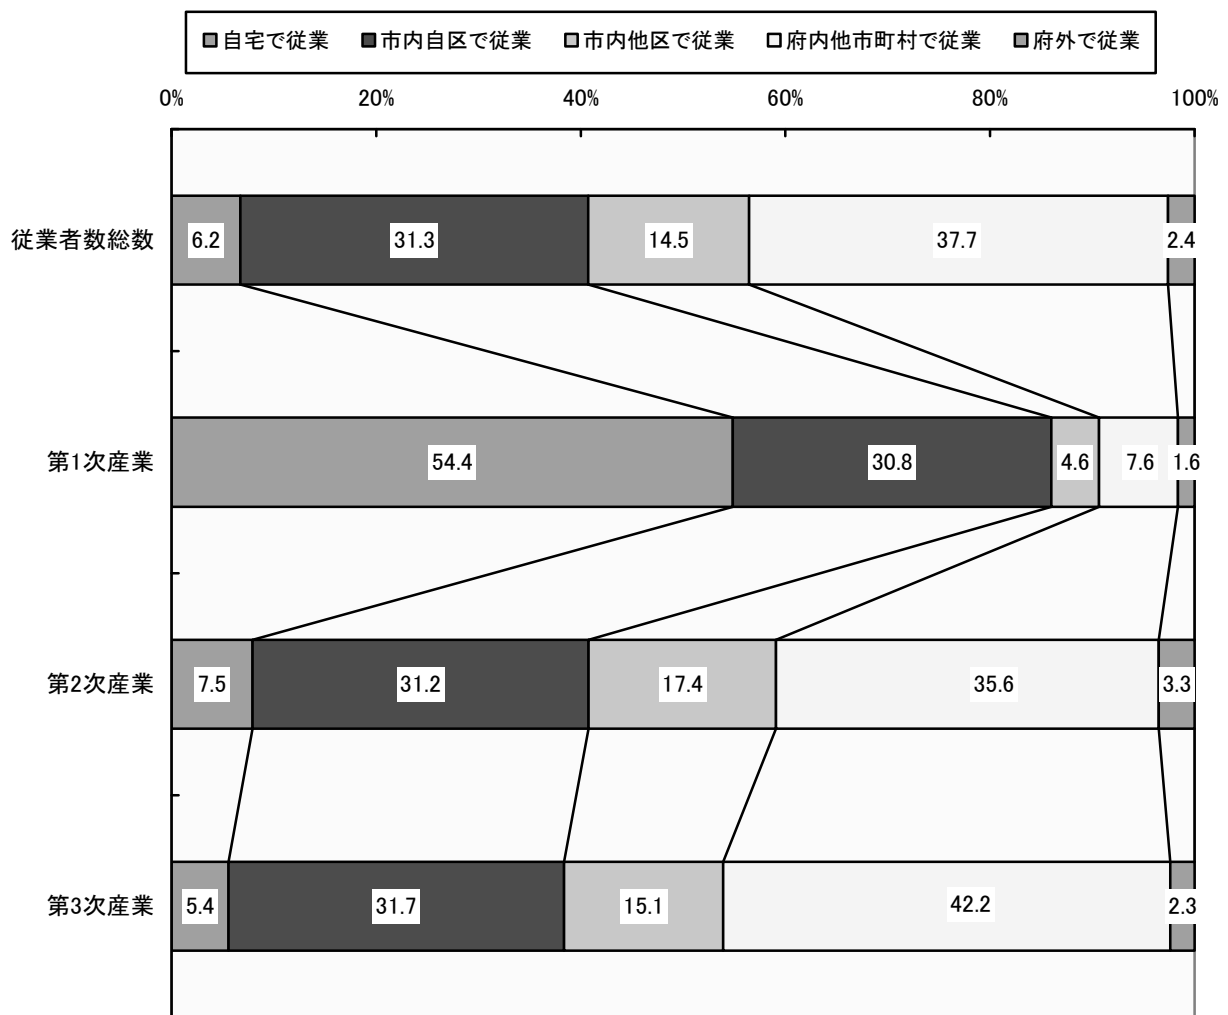 自宅で従業 市内自区で従業 市内他区で従業 府内他市町村で従業 府外で従業
0% 20% 40% 60% 80% 100%
従業者数総数 6.2 31.3 14.5 37.7 2.4
第1次産業 54.4 30.8 4.6 7.6 1.6
第2次産業 7.5 31.2 17.4 35.6 3.3
第3次産業 5.4 31.7 15.1 42.2 2.3